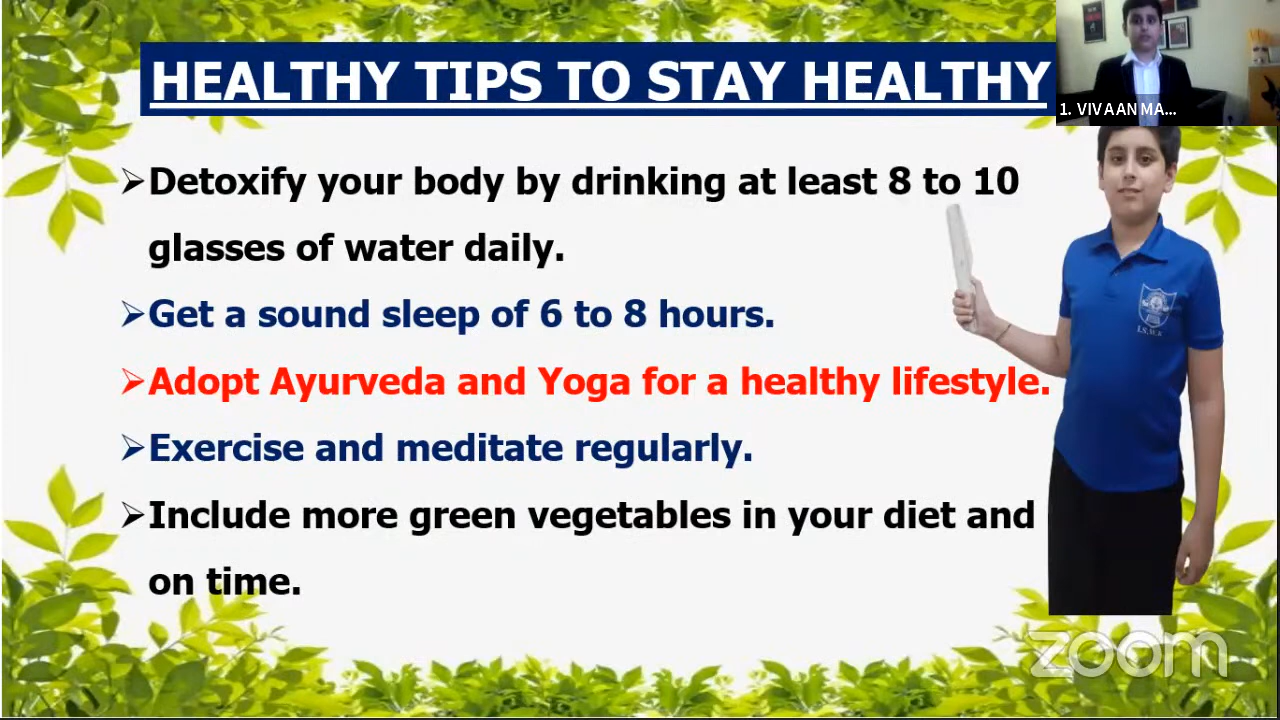 HEALTHY TIPS TO STAY HEALTHY
1. VIVAAN MA...
➢Detoxify your body by drinking at least 8 to 10
glasses of water daily.
➢Get a sound sleep of 6 to 8 hours.
➢Adopt Ayurveda and Yoga for a healthy lifestyle.
➢Exercise and meditate regularly.
➢Include more green vegetables in your diet and
on time.
zoom